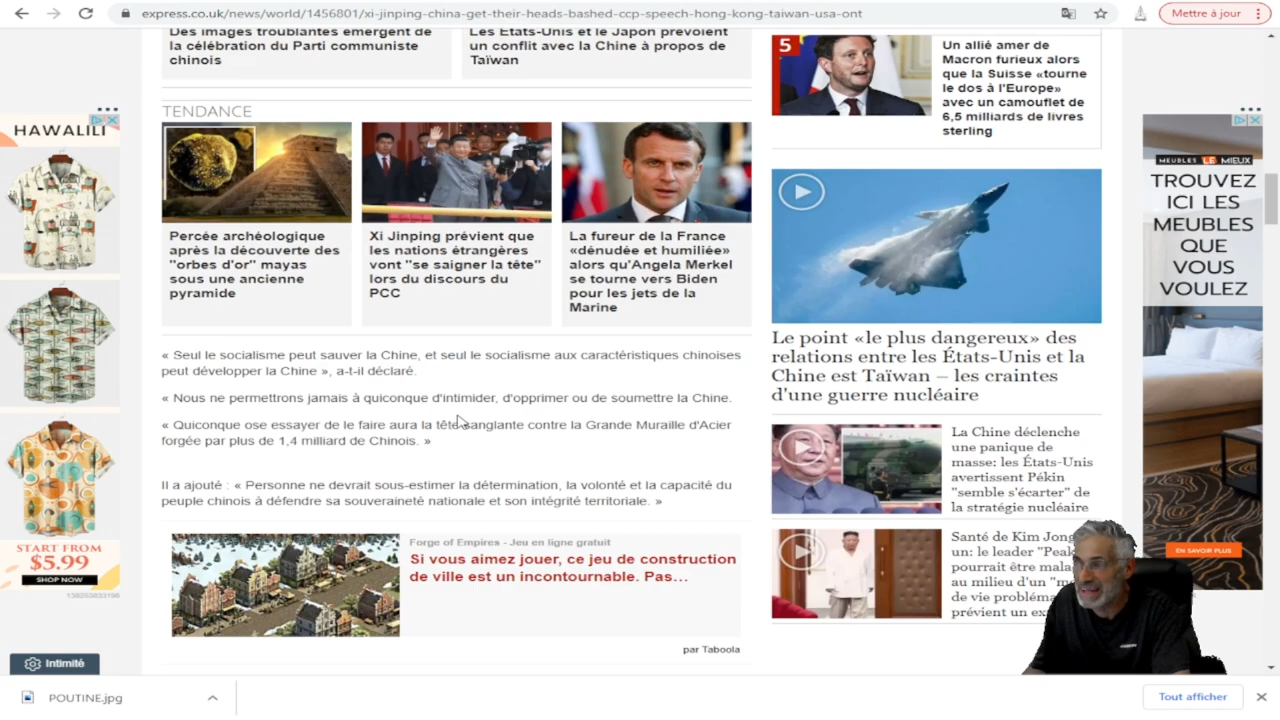 express.co.uk/news/world/1456801/xi-jinping-china-get-their-heads-bashed-ccp-speech-hong-kong-taiwan-usa-ont
Mettre à jour
Des images troublantes émergent de
la célébration du Parti communiste
chinois
Les États-Unis et le Japon prévoient
un conflit avec la Chine à propos de
Taïwan
TENDANCE
Percée archéologique
après la découverte des
"orbes d'or" mayas
sous une ancienne
pyramide
Xi Jinping prévient que
les nations étrangères
vont "se saigner la tête"
lors du discours du
PCC
La fureur de la France
«dénudée et humiliée»
alors qu'Angela Merkel
se tourne vers Biden
pour les jets de la
Marine
« Seul le socialisme peut sauver la Chine, et seul le socialisme aux caractéristiques chinoises
peut développer la Chine », a-t-il déclaré.
« Nous ne permettrons jamais à quiconque d'intimider, d'opprimer ou de soumettre la Chine.
« Quiconque ose essayer de le faire aura la tête sanglante contre la Grande Muraille d'Acier
forgée par plus de 1,4 milliard de Chinois. »
Il a ajouté : « Personne ne devrait sous-estimer la détermination, la volonté et la capacité du
peuple chinois à défendre sa souveraineté nationale et son intégrité territoriale. »
Forge of Empires - Jeu en ligne gratuit
Si vous aimez jouer, ce jeu de construction
de ville est un incontournable. Pas…
par Taboola
5
Un allié amer de
Macron furieux alors
que la Suisse «tourne
le dos à l'Europe»
avec un camouflet de
6,5 milliards de livres
sterling
Le point «le plus dangereux» des
relations entre les États-Unis et la
Chine est Taïwan – les craintes
d'une guerre nucléaire
La Chine déclenche
une panique de
masse: les États-Unis
avertissent Pékin
"semble s'écarter" de
la stratégie nucléaire
Santé de Kim Jong
un: le leader "Peak
pourrait être mala
au milieu d'un "m
de vie probléma
prévient un ex
HAWALILI
START FROM
$5.99
SHOP NOW
MEUBLES LE MIEUX
TROUVEZ
ICI LES
MEUBLES
QUE
VOUS
VOULEZ
EN SAVOIR PLUS
Intimité
POUTINE.jpg
Tout afficher